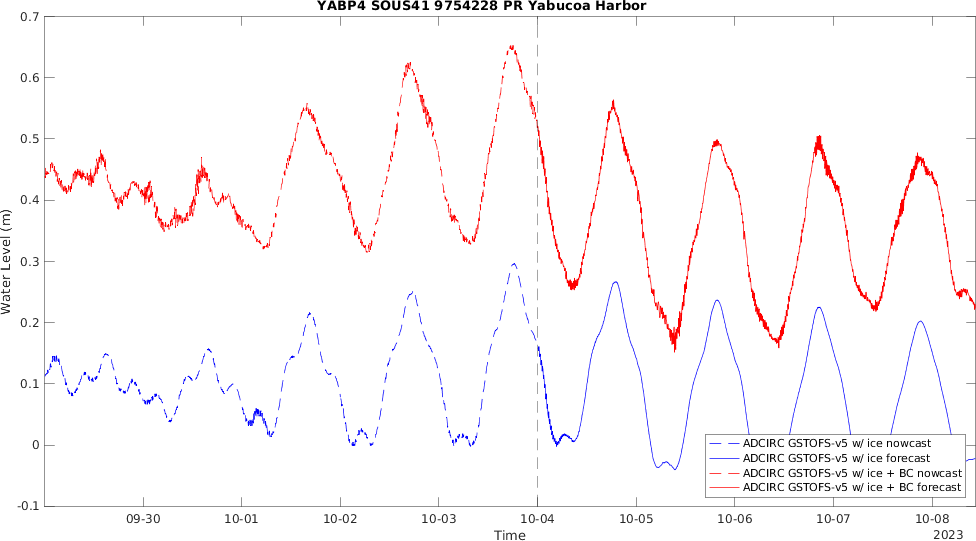 YABP4 SOUS41 9754228 PR Yabucoa Harbor
Water Level (m)
0.7
0.6
0.5
0.4
0.3
0.2
0.1
0
-0.1
ADCIRC GSTOFS-v5 w/ ice nowcast
ADCIRC GSTOFS-v5 w/ ice forecast
ADCIRC GSTOFS-v5 w/ ice + BC nowcast
ADCIRC GSTOFS-v5 w/ ice + BC forecast
09-30 10-01 10-02 10-03 10-04 10-05 10-06 10-07 10-08
Time
2023